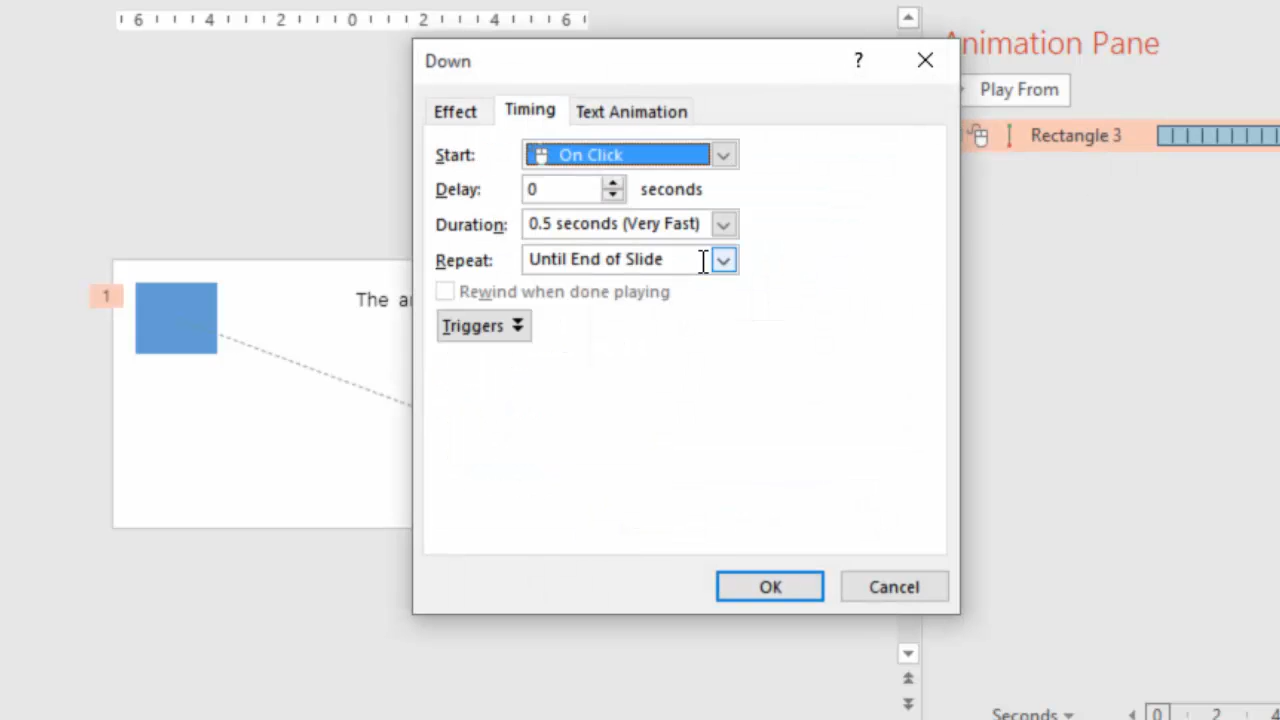 6 4 2 0 2 4 6
Animation Pane
Down
?
Play From
Effect Timing Text Animation
Rectangle 3
Start: On Click
Delay: 0 seconds
Duration: 0.5 seconds (Very Fast)
Repeat: Until End of Slide
Rewind when done playing
1
The
Triggers
OK Cancel
Seconds 0 2 4